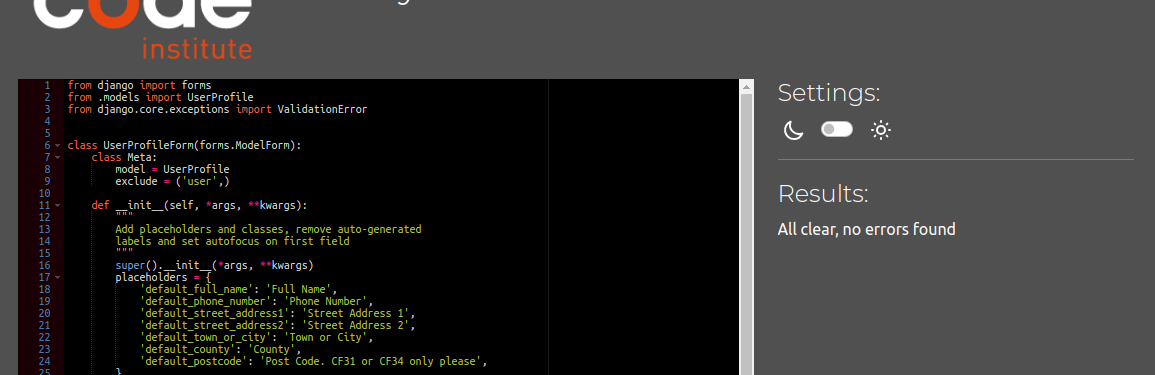 code
institute
1 from django import forms
2 from .models import UserProfile
3 from django.core.exceptions import ValidationError
4
5
6 class UserProfileForm(forms.ModelForm):
7     class Meta:
8         model = UserProfile
9         exclude = ('user',)
10
11     def __init__(self, *args, **kwargs):
12         """
13         Add placeholders and classes, remove auto-generated
14         labels and set autofocus on first field
15         """
16         super().__init__(*args, **kwargs)
17         placeholders = {
18             'default_full_name': 'Full Name',
19             'default_phone_number': 'Phone Number',
20             'default_street_address1': 'Street Address 1',
21             'default_street_address2': 'Street Address 2',
22             'default_town_or_city': 'Town or City',
23             'default_county': 'County',
24             'default_postcode': 'Post Code. CF31 or CF34 only please',
25         }
Settings:
Results:
All clear, no errors found